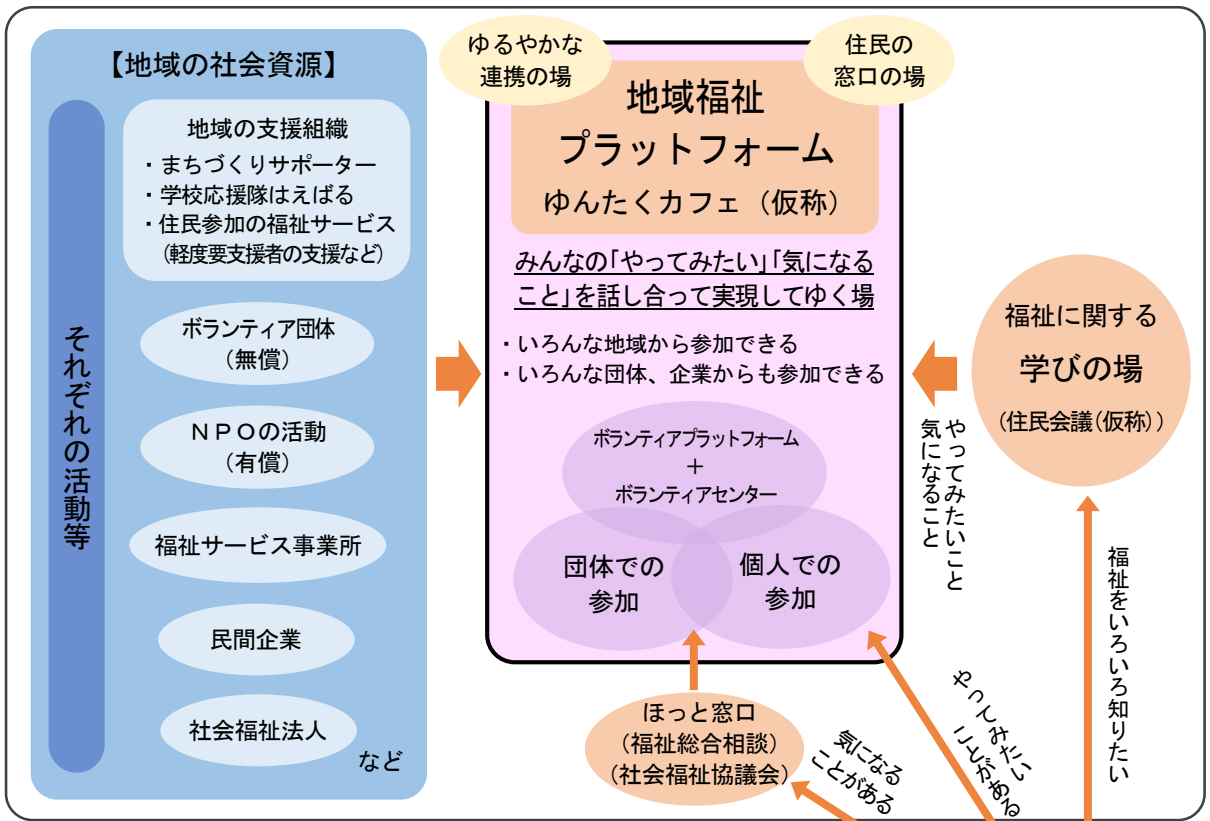 【地域の社会資源】
それぞれの活動等
地域の支援組織
・まちづくりサポーター
・学校応援隊はえばる
・住民参加の福祉サービス
（軽度要支援者の支援など）
ボランティア団体
（無償）
ＮＰＯの活動
（有償）
福祉サービス事業所
民間企業
社会福祉法人
など
ゆるやかな
連携の場
住民の
窓口の場
地域福祉
プラットフォーム
ゆんたくカフェ（仮称）
みんなの「やってみたい」「気になる
こと」を話し合って実現してゆく場
・いろんな地域から参加できる
・いろんな団体、企業からも参加できる
ボランティアプラットフォーム
＋
ボランティアセンター
団体での
参加
個人での
参加
やってみたいこと
気になること
福祉に関する
学びの場
（住民会議（仮称））
福祉をいろいろ知りたい
ほっと窓口
（福祉総合相談）
（社会福祉協議会）
気になる
ことがある
やってみたい
ことがある